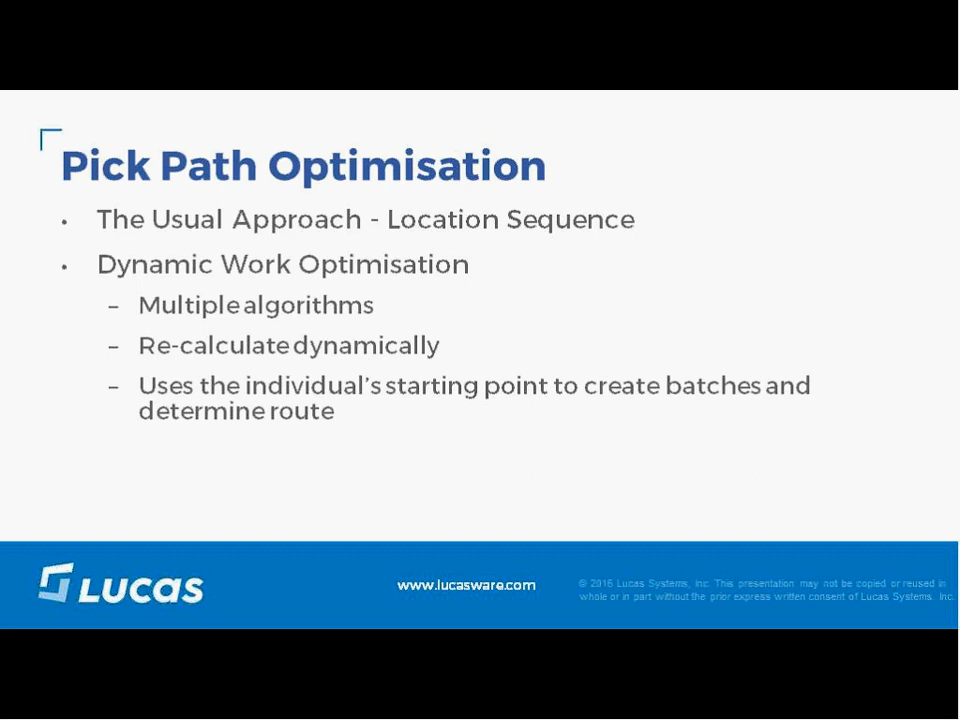 Pick Path Optimisation
• The Usual Approach - Location Sequence
• Dynamic Work Optimisation
– Multiple algorithms
– Re-calculate dynamically
– Uses the individual's starting point to create batches and
determine route
LUCAS
www.lucasware.com
© 2016 Lucas Systems, Inc. This presentation may not be copied or reused in
whole or in part without the prior express written consent of Lucas Systems, Inc.